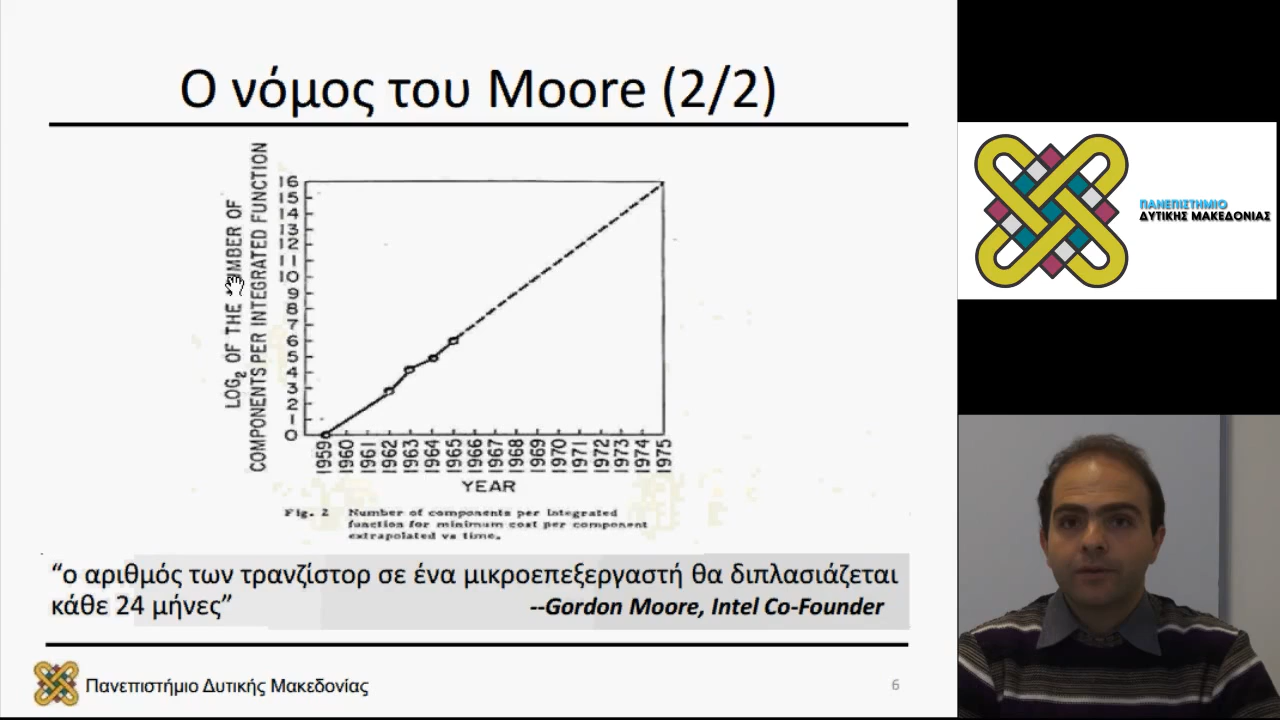 Ο νόμος του Moore (2/2)
LOG2 OF THE NUMBER OF
COMPONENTS PER INTEGRATED FUNCTION
16
15
14
13
12
11
10
9
8
7
6
5
4
3
2
1
0
1959
1960
1961
1962
1963
1964
1965
1966
1967
1968
1969
1970
1971
1972
1973
1974
1975
YEAR
Fig. 2 Number of components per integrated
function for minimum cost per component
extrapolated vs time.
“ο αριθμός των τρανζίστορ σε ένα μικροεπεξεργαστή θα διπλασιάζεται
κάθε 24 μήνες”
--Gordon Moore, Intel Co-Founder
Πανεπιστήμιο Δυτικής Μακεδονίας
6
ΠΑΝΕΠΙΣΤΗΜΙΟ
ΔΥΤΙΚΗΣ ΜΑΚΕΔΟΝΙΑΣ